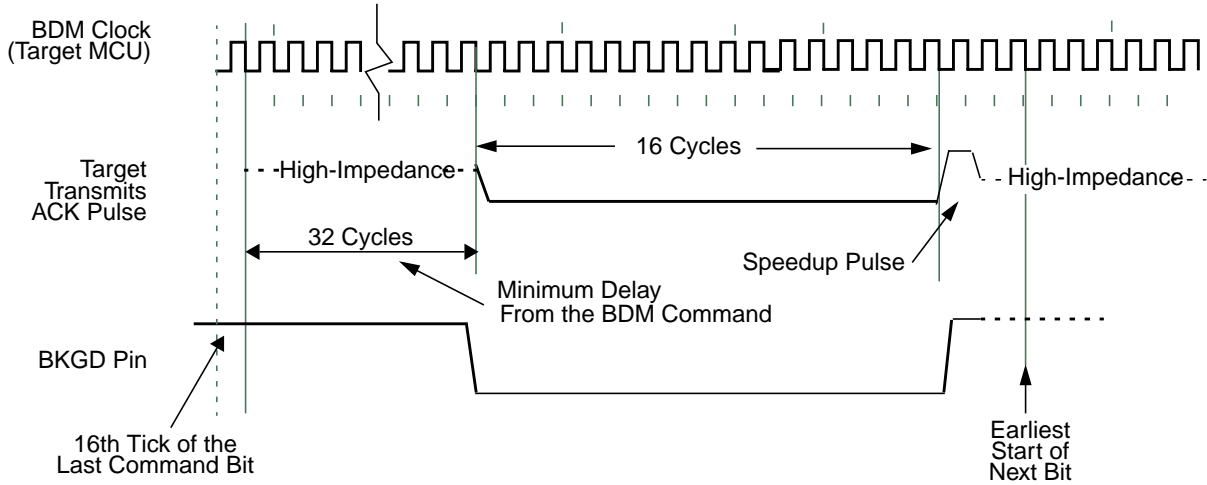 BDM Clock
(Target MCU)
16 Cycles
Target
Transmits
ACK Pulse
High-Impedance
High-Impedance
32 Cycles
Speedup Pulse
Minimum Delay
From the BDM Command
BKGD Pin
16th Tick of the
Last Command Bit
Earliest
Start of
Next Bit